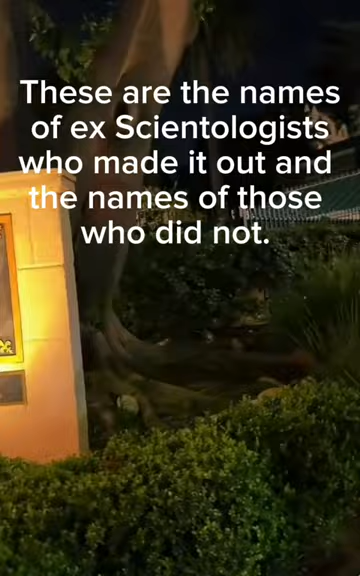 These are the names
of ex Scientologists
who made it out and
the names of those
who did not.